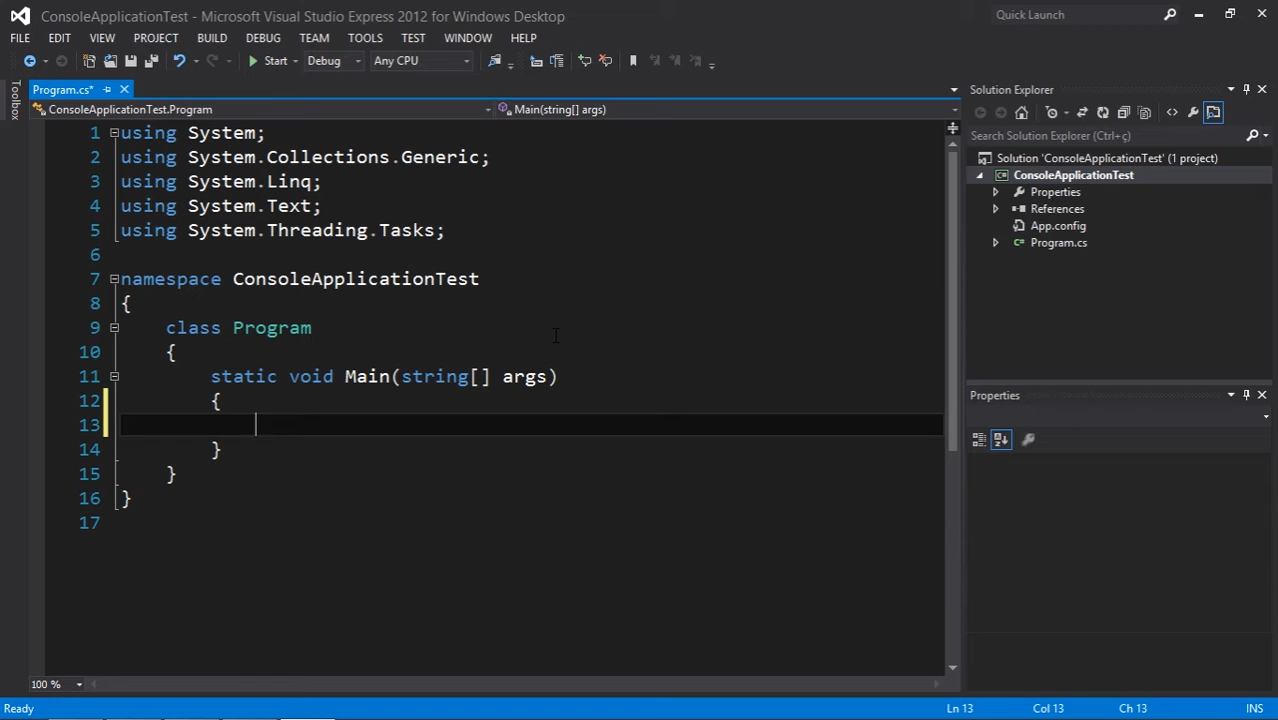 ConsoleApplicationTest - Microsoft Visual Studio Express 2012 for Windows Desktop
Quick Launch
FILE EDIT VIEW PROJECT BUILD DEBUG TEAM TOOLS TEST WINDOW HELP
Start Debug Any CPU
Toolbox
Program.cs*
ConsoleApplicationTest.Program Main(string[] args)
1 using System;
2 using System.Collections.Generic;
3 using System.Linq;
4 using System.Text;
5 using System.Threading.Tasks;
6
7 namespace ConsoleApplicationTest
8 {
9 class Program
10 {
11 static void Main(string[] args)
12 {
13
14 }
15 }
16 }
17
100 %
Solution Explorer
Search Solution Explorer (Ctrl+ç)
Solution 'ConsoleApplicationTest' (1 project)
C# ConsoleApplicationTest
Properties
References
App.config
C# Program.cs
Properties
Ready Ln 13 Col 13 Ch 13 INS